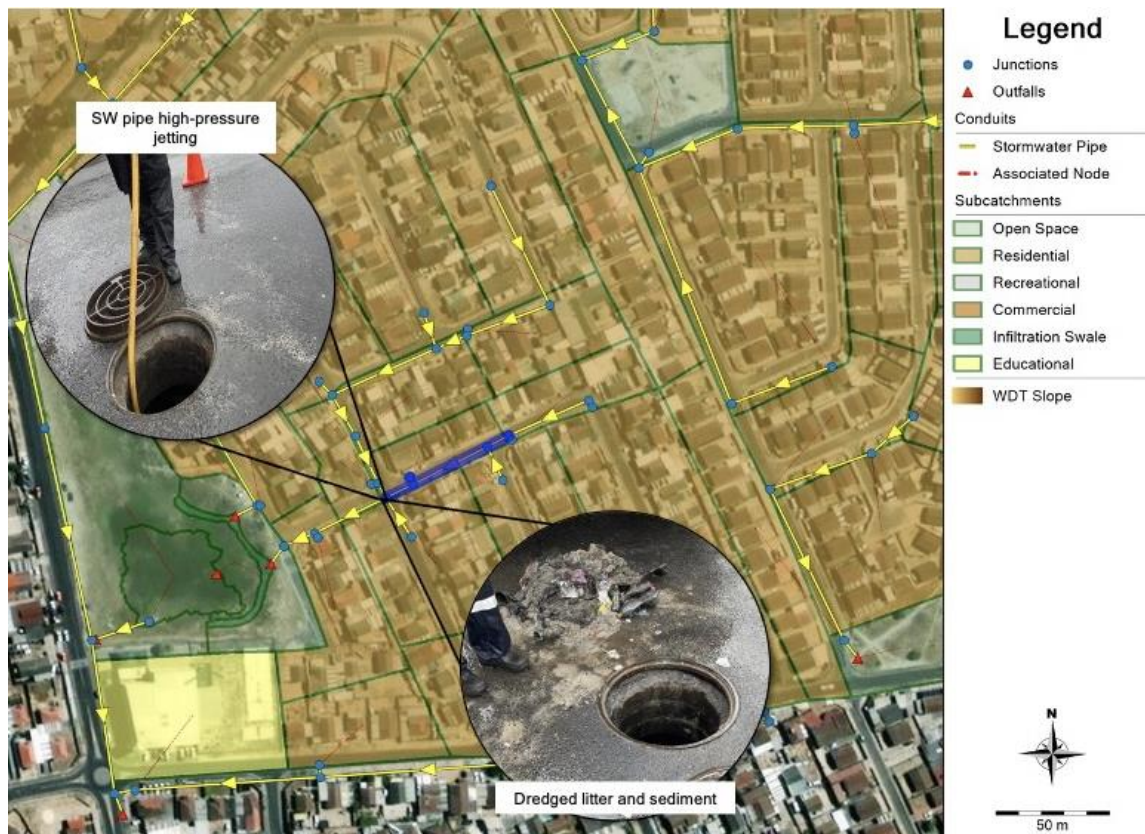 SW pipe high-pressure
jetting
Dredged litter and sediment
Legend
Junctions
Outfalls
Conduits
Stormwater Pipe
Associated Node
Subcatchments
Open Space
Residential
Recreational
Commercial
Infiltration Swale
Educational
WDT Slope
N
50 m